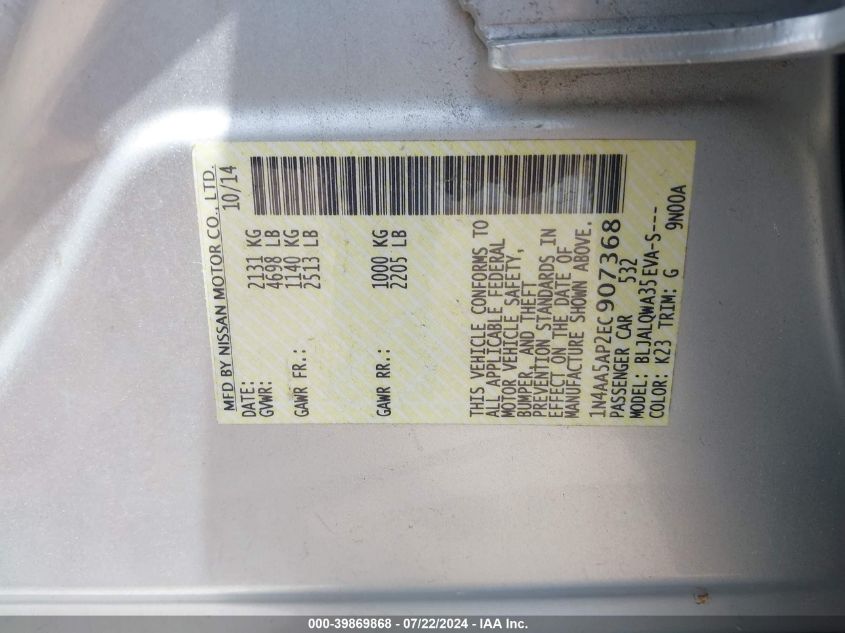 MFD BY NISSAN MOTOR CO., LTD.
DATE: 10/14
GVWR: 2131 KG
4698 LB
GAWR FR.: 1140 KG
2513 LB
GAWR RR.: 1000 KG
2205 LB
THIS VEHICLE CONFORMS TO
ALL APPLICABLE FEDERAL
MOTOR VEHICLE SAFETY,
BUMPER, AND THEFT
PREVENTION STANDARDS IN
EFFECT ON THE DATE OF
MANUFACTURE SHOWN ABOVE.
1N4AA5AP2EC907368
PASSENGER CAR 532
MODEL: BLJALQWA35EVA-S---
COLOR: K23 TRIM: G 9N00A
000-39869868 - 07/22/2024 - IAA Inc.